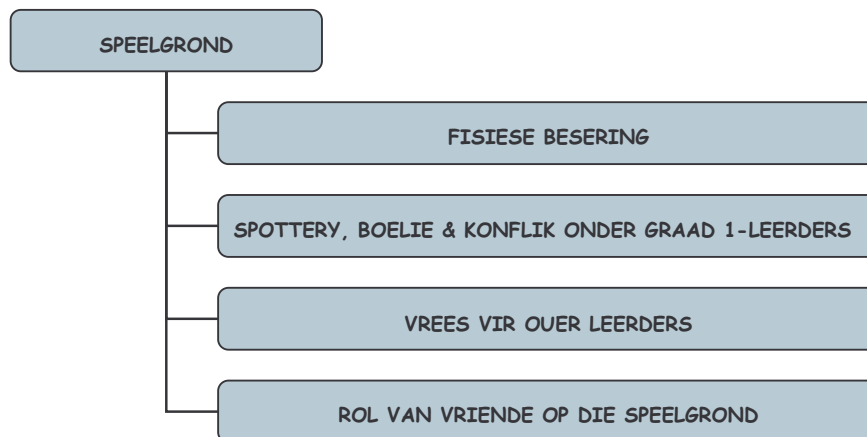 SPEELGROND
FISIESE BESERING
SPOTTERY, BOELIE & KONFLIK ONDER GRAAD 1-LEERDERS
VREES VIR OUER LEERDERS
ROL VAN VRIENDE OP DIE SPEELGROND